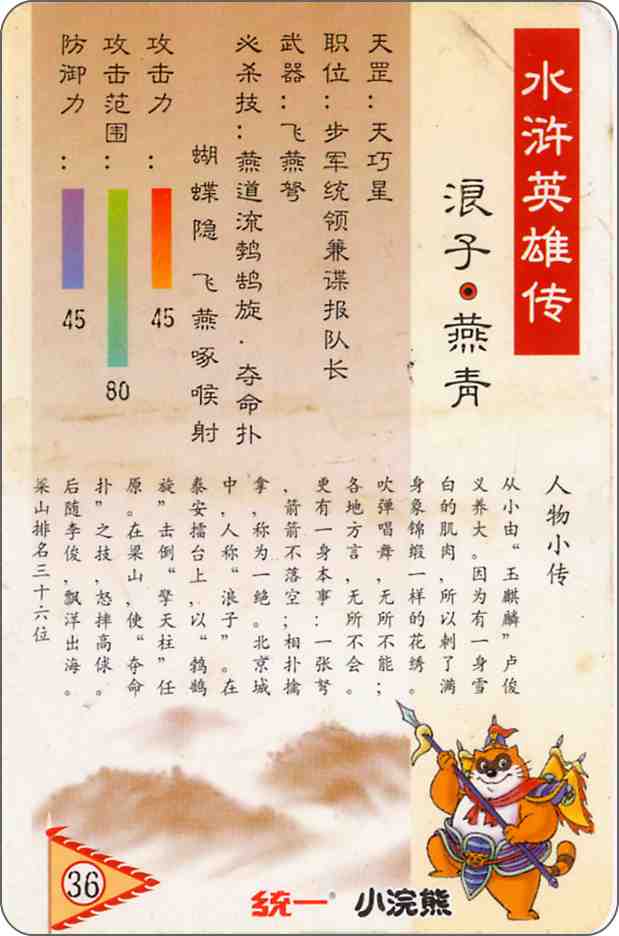 水浒英雄传
浪子·燕青
天罡：天巧星
职位：步军统领兼谍报队长
武器：飞燕弩
必杀技：燕道流鹁鸪旋·夺命扑
蝴蝶隐 飞燕啄喉射
攻击力：45
攻击范围：80
防御力：45
人物小传
从小由“玉麒麟”卢俊
义养大。因为有一身雪
白的肌肉，所以刺了满
身象锦缎一样的花绣。
吹弹唱舞，无所不能；
各地方言，无所不会。
更有一身本事：一张弩
，箭箭不落空；相扑擒
拿，称为一绝。北京城
中，人称“浪子”。在
泰安擂台上，以“鹁鸪
旋”击倒“擎天柱”任
原。在梁山，使“夺命
扑”之技，怒摔高俅。
后随李俊，飘洋出海。
梁山排名三十六位
36
统一® 小浣熊